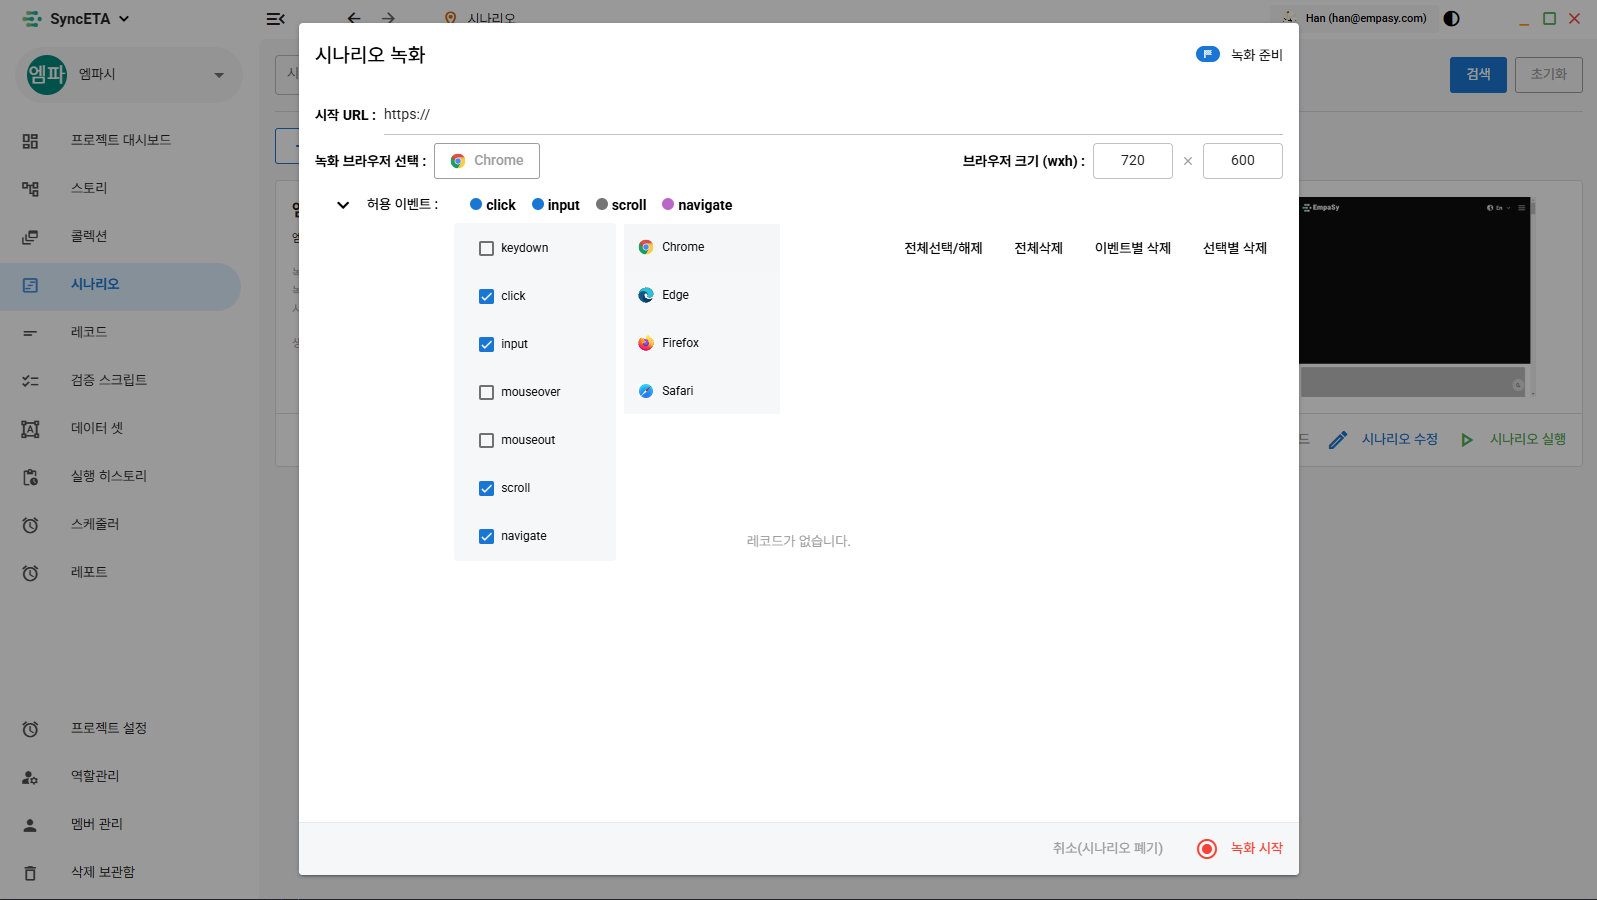 SyncETA
시나리오
Han (han@empasy.com)
엠파
엠파시
시나리오 녹화
녹화 준비
검색
초기화
시작 URL :
https://
프로젝트 대시보드
녹화 브라우저 선택 :
Chrome
브라우저 크기 (wxh) :
720
×
600
스토리
허용 이벤트 :
click
input
scroll
navigate
EmpaSy
En
콜렉션
keydown
Chrome
전체선택/해제
전체삭제
이벤트별 삭제
선택별 삭제
시나리오
click
Edge
레코드
input
Firefox
검증 스크립트
mouseover
Safari
데이터 셋
mouseout
드
시나리오 수정
시나리오 실행
실행 히스토리
scroll
스케줄러
navigate
레코드가 없습니다.
레포트
프로젝트 설정
역할관리
멤버 관리
취소(시나리오 폐기)
녹화 시작
삭제 보관함